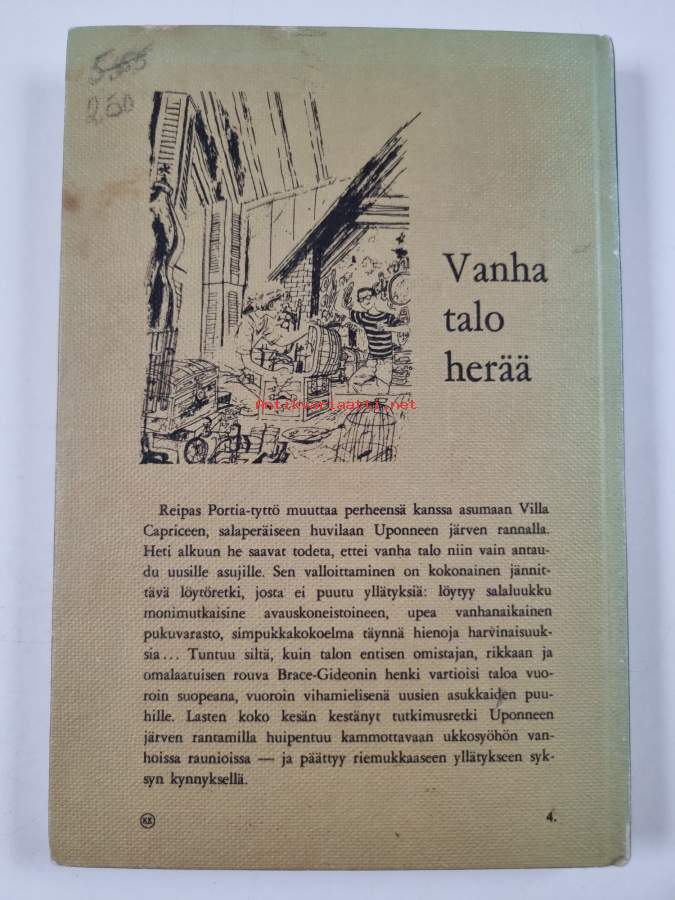 5.55
250
Vanha
talo
herää
Antikvariaatti.net
Reipas Portia-tyttö muuttaa perheensä kanssa asumaan Villa
Capriceen, salaperäiseen huvilaan Uponneen järven rannalla.
Heti alkuun he saavat todeta, ettei vanha talo niin vain antau-
du uusille asujille. Sen valloittaminen on kokonainen jännit-
tävä löytöretki, josta ei puutu yllätyksiä: löytyy salaluukku
monimutkaisine avauskoneistoineen, upea vanhanaikainen
pukuvarasto, simpukkakokoelma täynnä hienoja harvinaisuuk-
sia... Tuntuu siltä, kuin talon entisen omistajan, rikkaan ja
omalaatuisen rouva Brace-Gideonin henki vartioisi taloa vuo-
roin suopeana, vuoroin vihamielisenä uusien asukkaiden puu-
hille. Lasten koko kesän kestänyt tutkimusretki Uponneen
järven rantamilla huipentuu kammottavaan ukkosyöhön van-
hoissa raunioissa — ja päättyy riemukkaaseen yllätykseen syk-
syn kynnyksellä.
KK
4.